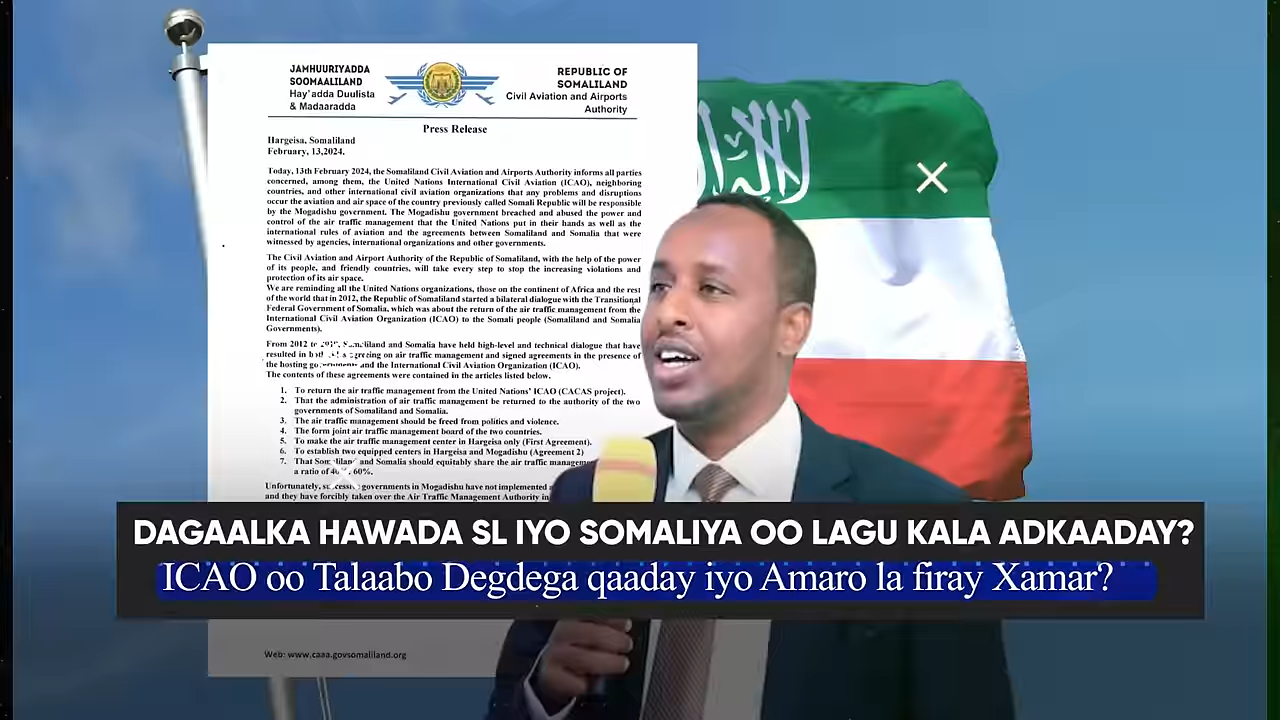 JAMHUURIYADDA
SOOMAALILAND
Hay'adda Duulista
& Madaaradda
REPUBLIC OF
SOMALILAND
Civil Aviation and Airports
Authority
Press Release
Hargeisa, Somaliland
February, 13,2024.
Today, 13th February 2024, the Somaliland Civil Aviation and Airports Authority informs all parties
concerned, among them, the United Nations International Civil Aviation (ICAO), neighboring
countries, and other international civil aviation organizations that any problems and disruptions
occur the aviation and air space of the country previously called Somali Republic will be responsible
by the Mogadishu government. The Mogadishu government breached and abused the power and
control of the air traffic management that the United Nations put in their hands as well as the
international rules of aviation and the agreements between Somaliland and Somalia that were
witnessed by agencies, international organizations and other governments.
The Civil Aviation and Airport Authority of the Republic of Somaliland, with the help of the power
of its people, and friendly countries, will take every step to stop the increasing violations and
protection of its air space.
We are reminding all the United Nations organizations, those on the continent of Africa and the rest
of the world that in 2012, the Republic of Somaliland started a bilateral dialogue with the Transitional
Federal Government of Somalia, which was about the return of the air traffic management from the
International Civil Aviation Organization (ICAO) to the Somali people (Somaliland and Somalia
Governments).
From 2012 to and Somalia have held high-level and technical dialogue that have
resulted in agreeing on air traffic management and signed agreements in the presence of
the hosting and the International Civil Aviation Organization (ICAO).
The contents of these agreements were contained in the articles listed below.
1. To return the air traffic management from the United Nations' ICAO (CACAS project).
2. That the administration of air traffic management be returned to the authority of the two
governments of Somaliland and Somalia.
3. The air traffic management should be freed from politics and violence.
4. The form joint air traffic management board of the two countries.
5. To make the air traffic management center in Hargeisa only (First Agreement).
6. To establish two equipped centers in Hargeisa and Mogadishu (Agreement 2)
7. That and Somalia should equitably share the air traffic
a ratio of 60%.
Unfortunately, governments in Mogadishu have not implemented
and they have forcibly taken over the Air Traffic Management Authority in
DAGAALKA HAWADA SL IYO SOMALIYA OO LAGU KALA ADKAADAY?
ICAO oo Talaabo Degdega qaaday iyo Amaro la firay Xamar?
Web: www.caaa.govsomaliland.org